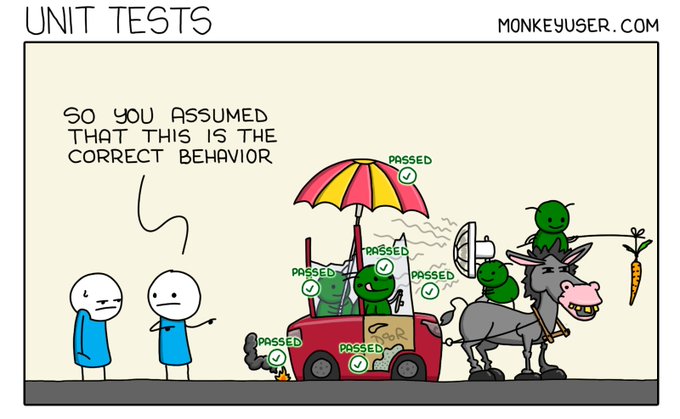 UNIT TESTS
MONKEYUSER.COM
SO YOU ASSUMED
THAT THIS IS THE
CORRECT BEHAVIOR
PASSED
PASSED
PASSED
PASSED
PASSED
PASSED
DOOR